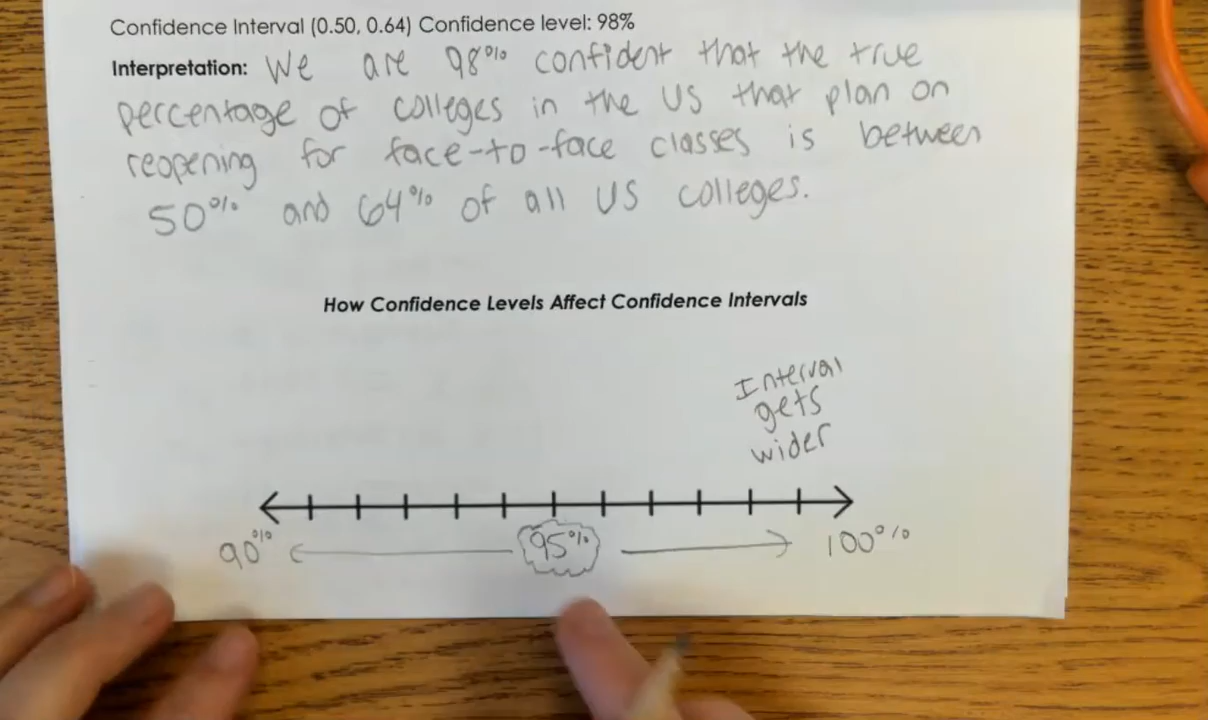 Confidence Interval (0.50, 0.64) Confidence level: 98%
Interpretation: We are 98% confident that the true
percentage of colleges in the US that plan on
reopening for face-to-face classes is between
50% and 64% of all US colleges.
How Confidence Levels Affect Confidence Intervals
Interval
gets
wider
90% 95% 100%